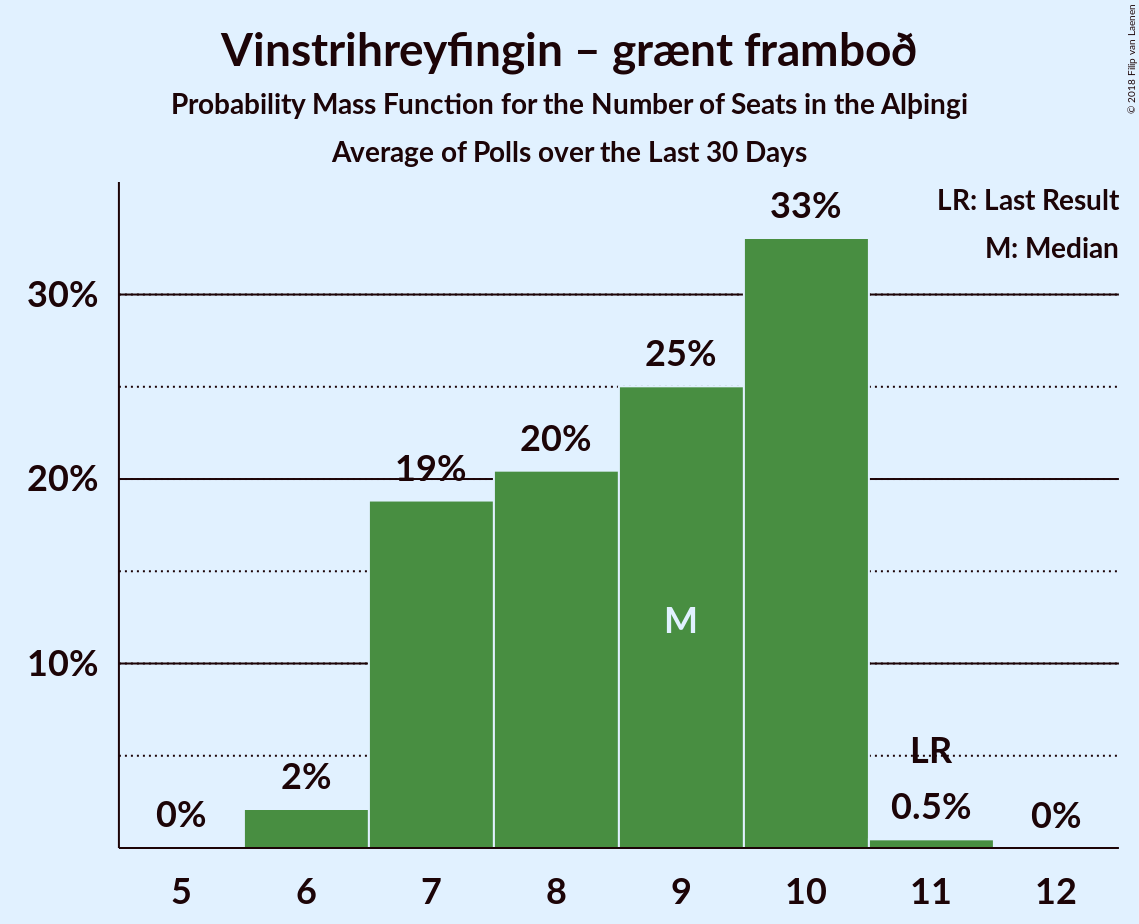 Vinstrihreyfingin – grænt framboð
Probability Mass Function for the Number of Seats in the Alþingi
Average of Polls over the Last 30 Days
© 2018 Filip van Laenen
LR: Last Result
M: Median
30%
20%
10%
0%
2%
19%
20%
25%
33%
LR
0.5%
0%
M
5 6 7 8 9 10 11 12